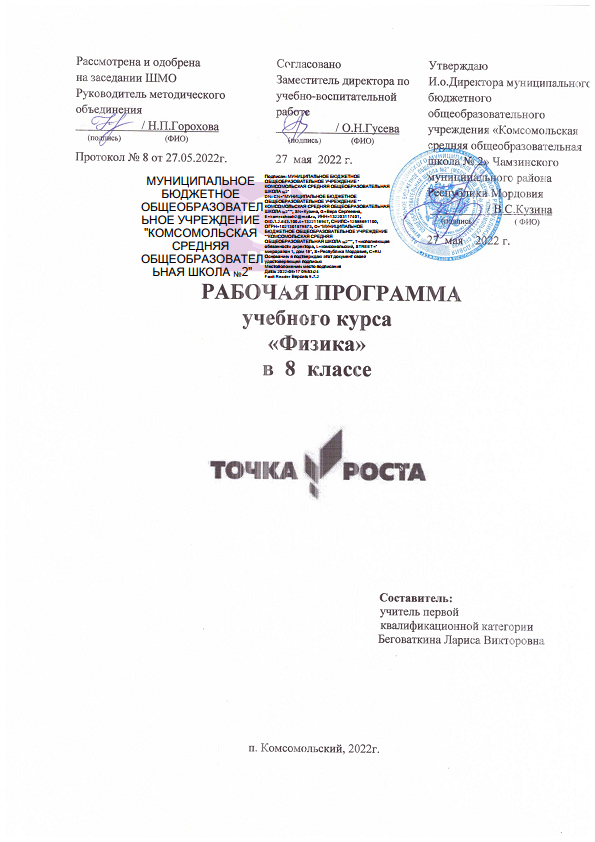 Рассмотрена и одобрена
на заседании ШМО
Руководитель методического
объединения
/ Н.П.Горохова
(подпись) (ФИО)
Протокол № 8 от 27.05.2022г.
Согласовано
Заместитель директора по
учебно-воспитательной
работе
/ О.Н.Гусева
(подпись) (ФИО)
27 мая 2022 г.
Утверждаю
И.о.Директора муниципального
бюджетного
общеобразовательного
учреждения «Комсомольская
средняя общеобразовательная
школа № 2» Чамзинского
муниципального района
Республики Мордовия
/ В.С.Кузина
(подпись) ( ФИО)
27 мая 2022 г.
МУНИЦИПАЛЬНОЕ
БЮДЖЕТНОЕ
ОБЩЕОБРАЗОВАТЕЛ
ЬНОЕ УЧРЕЖДЕНИЕ
"КОМСОМОЛЬСКАЯ
СРЕДНЯЯ
ОБЩЕОБРАЗОВАТЕЛ
ЬНАЯ ШКОЛА №2"
Подписан: МУНИЦИПАЛЬНОЕ БЮДЖЕТНОЕ
ОБЩЕОБРАЗОВАТЕЛЬНОЕ УЧРЕЖДЕНИЕ "
КОМСОМОЛЬСКАЯ СРЕДНЯЯ ОБЩЕОБРАЗОВАТЕЛЬНАЯ
ШКОЛА №2"
РАБОЧАЯ ПРОГРАММА
учебного курса
«Физика»
в 8 классе
ТОЧКА РОСТА
Составитель:
учитель первой
квалификационной категории
Беговаткина Лариса Викторовна
п. Комсомольский, 2022г.